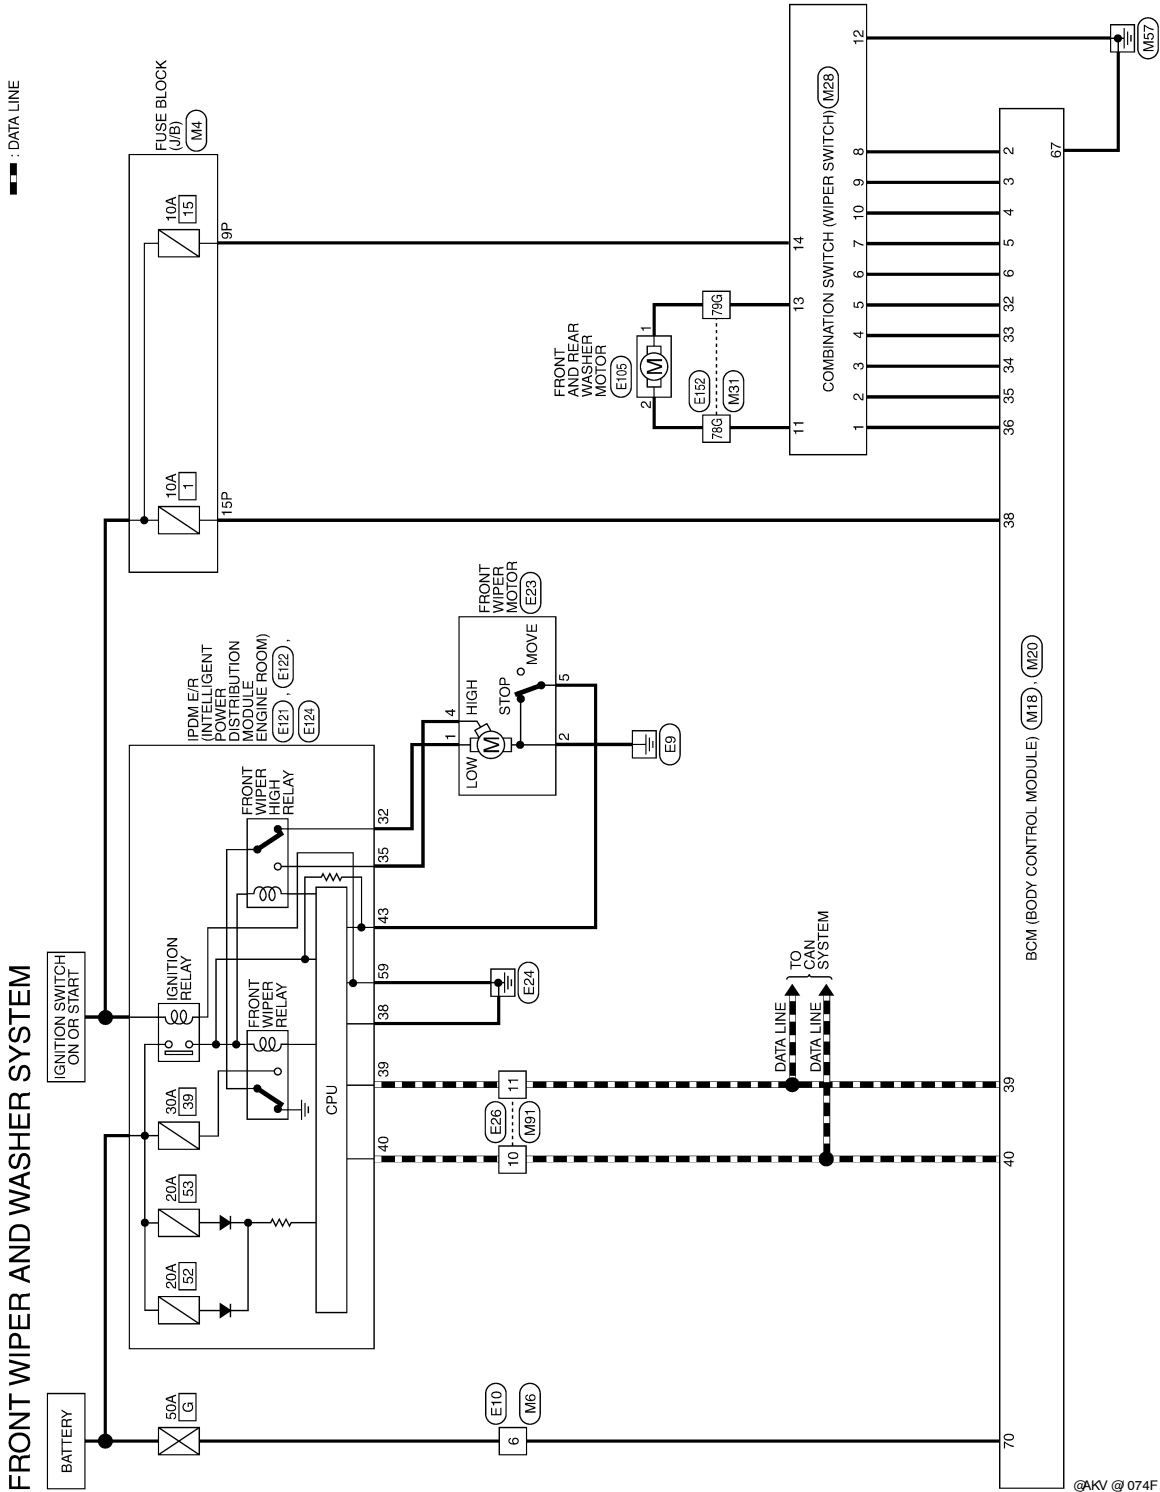 FRONT WIPER AND WASHER SYSTEM
: DATA LINE
BATTERY
IGNITION SWITCH
ON OR START
50A
G
20A
52
20A
53
30A
39
IGNITION
RELAY
FRONT
WIPER
RELAY
FRONT
WIPER
HIGH
RELAY
CPU
IPDM E/R
(INTELLIGENT
POWER
DISTRIBUTION
MODULE
ENGINE ROOM)
E121 , E122 ,
E124
10A
1
10A
15
FUSE BLOCK
(J/B)
M4
15P
9P
40
39
38
59
43
35
32
E10
M6
6
E26
M91
10
11
E24
1
4
LOW
HIGH
M
STOP
MOVE
2
5
FRONT
WIPER
MOTOR
E23
E9
FRONT
AND REAR
WASHER
MOTOR
E105
2
M
1
E152
M31
78G
79G
DATA LINE
DATA LINE
TO
CAN
SYSTEM
11
13
14
COMBINATION SWITCH (WIPER SWITCH) M28
1
2
3
4
5
6
7
10
9
8
12
70
40
39
38
36
35
34
33
32
6
5
4
3
2
67
BCM (BODY CONTROL MODULE) M18 , M20
M57
@AKV @/ 074F